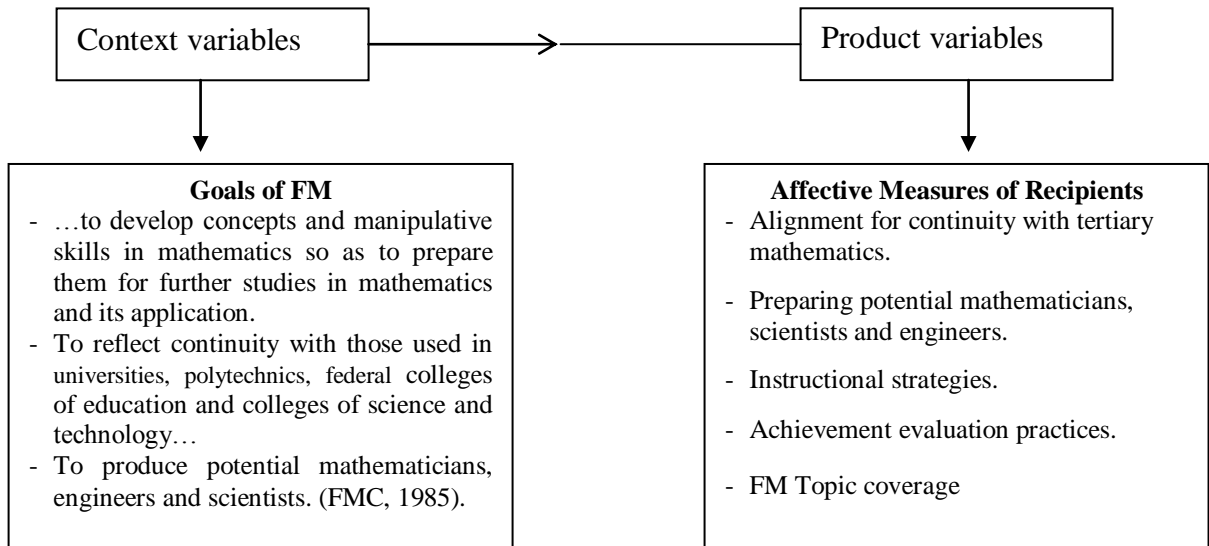 Context variables
Product variables
Goals of FM
- …to develop concepts and manipulative
skills in mathematics so as to prepare
them for further studies in mathematics
and its application.
- To reflect continuity with those used in
universities, polytechnics, federal colleges
of education and colleges of science and
technology…
- To produce potential mathematicians,
engineers and scientists. (FMC, 1985).
Affective Measures of Recipients
- Alignment for continuity with tertiary
mathematics.
- Preparing potential mathematicians,
scientists and engineers.
- Instructional strategies.
- Achievement evaluation practices.
- FM Topic coverage